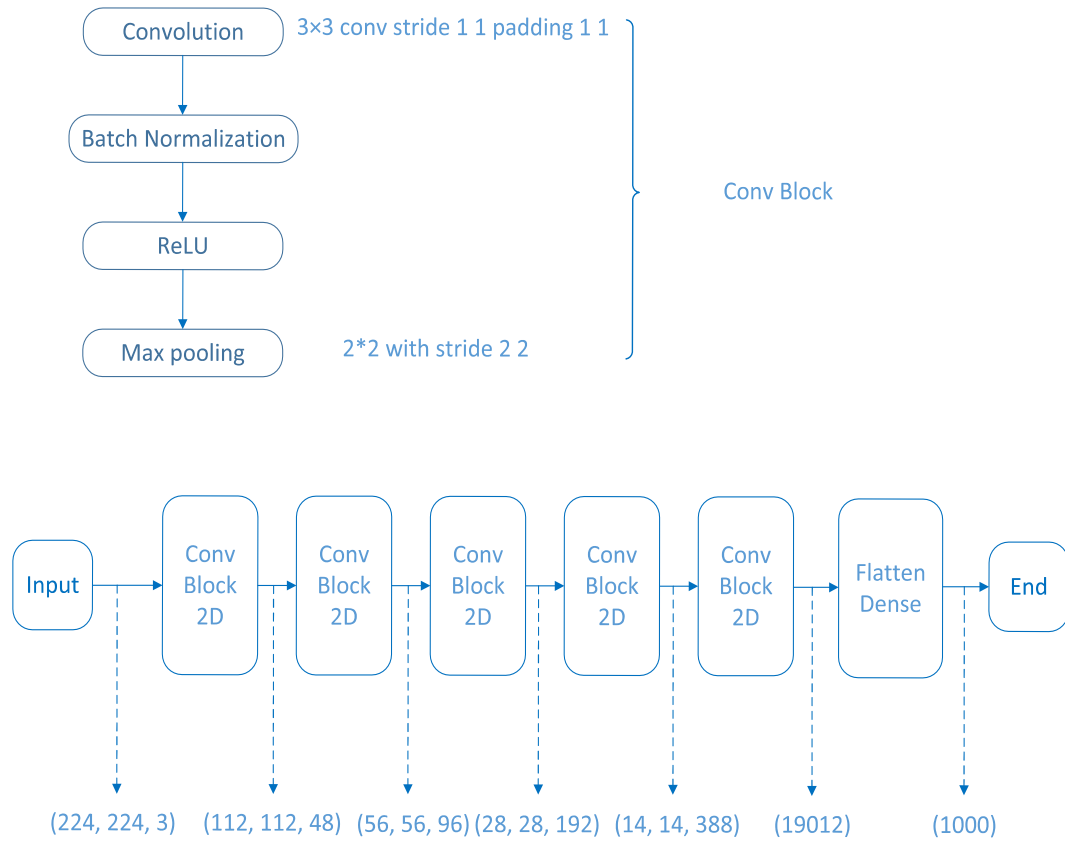 Convolution
3×3 conv stride 1 1 padding 1 1
Batch Normalization
Conv Block
ReLU
Max pooling
2*2 with stride 2 2
Input
Conv
Block
2D
Conv
Block
2D
Conv
Block
2D
Conv
Block
2D
Conv
Block
2D
Flatten
Dense
End
(224, 224, 3)
(112, 112, 48)
(56, 56, 96)
(28, 28, 192)
(14, 14, 388)
(19012)
(1000)